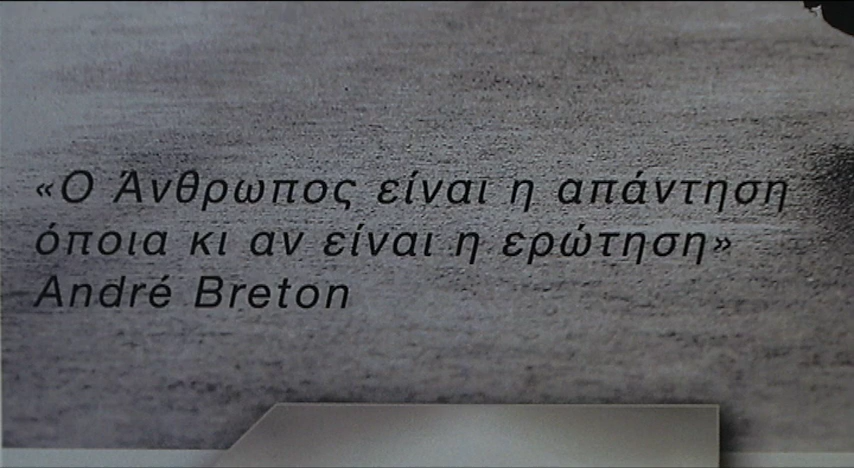 «Ο Άνθρωπος είναι η απάντηση
όποια κι αν είναι η ερώτηση»
André Breton